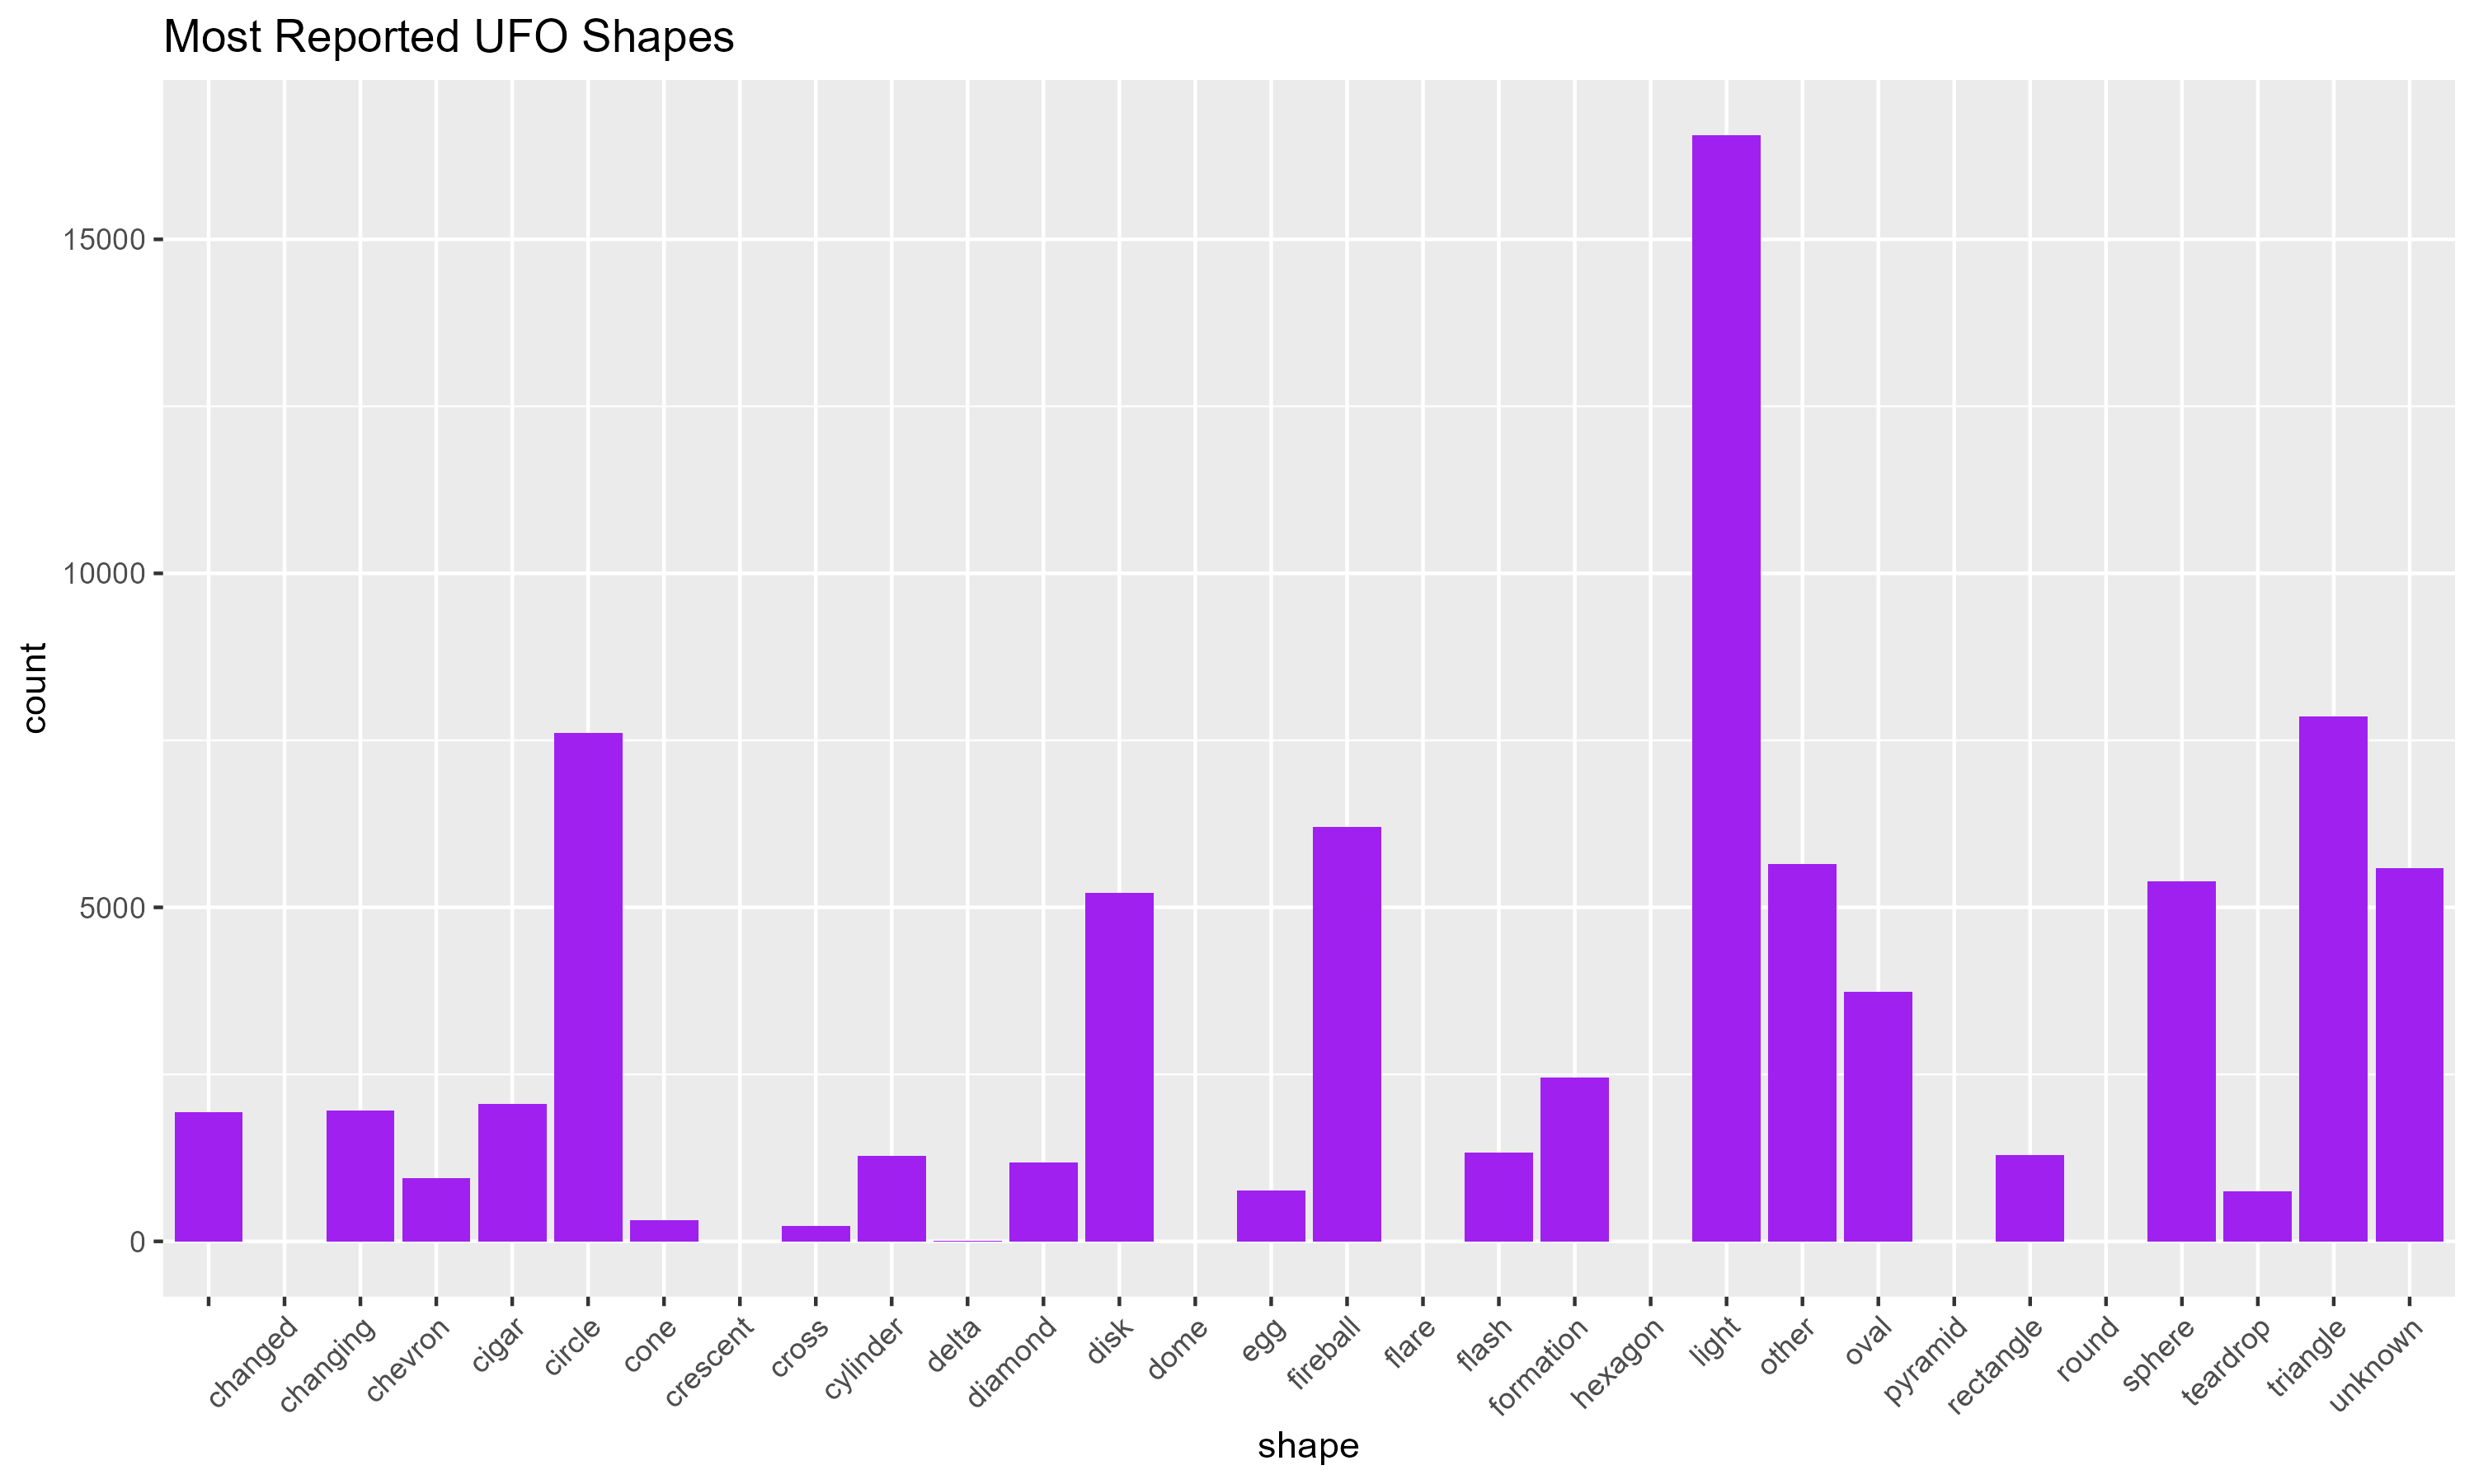 Most Reported UFO Shapes
count
15000
10000
5000
0
changed
changing
chevron
cigar
circle
cone
crescent
cross
cylinder
delta
diamond
disk
dome
egg
fireball
flare
flash
formation
hexagon
light
other
oval
pyramid
rectangle
round
sphere
teardrop
triangle
unknown
shape